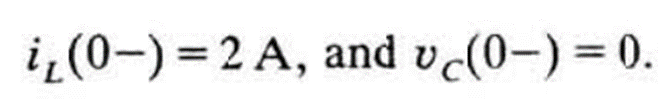 i_L(0−) = 2 A, and v_C(0−) = 0.